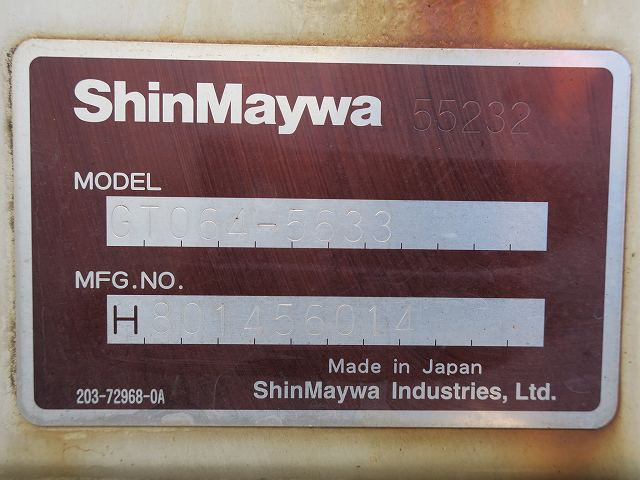 ShinMaywa 55232
MODEL
GT064-5633
MFG.NO.
H801456014
Made in Japan
203-72968-0A ShinMaywa Industries, Ltd.